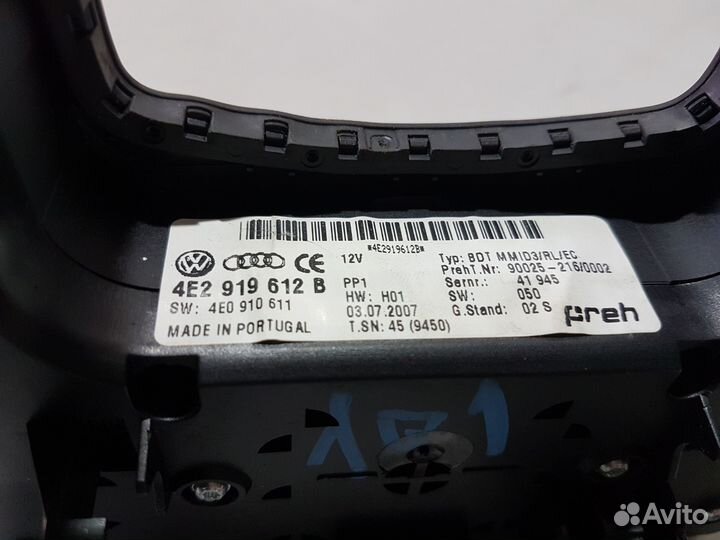 *4E2919612B*
4E2 919 612 B
SW: 4E0 910 611
MADE IN PORTUGAL
12V
PP1
HW: H01
03.07.2007
T.SN: 45 (9450)
Typ: BDT MMID3/RL/EC
PrehT.Nr: 90025-216/0002
Sernr.: 41 945
SW: 050
G.Stand: 02 S
preh
Avito